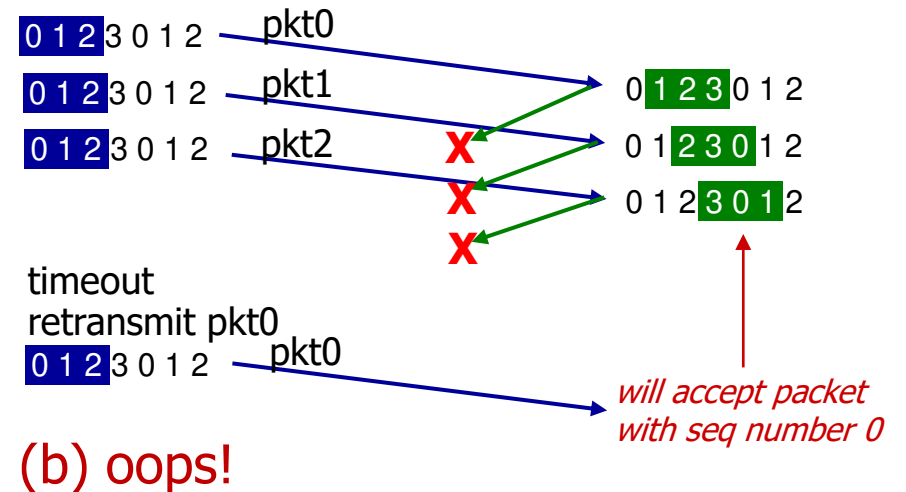 0 1 2 3 0 1 2 pkt0
0 1 2 3 0 1 2
0 1 2 3 0 1 2 pkt1
X 0 1 2 3 0 1 2
0 1 2 3 0 1 2 pkt2
X 0 1 2 3 0 1 2
X
timeout
retransmit pkt0
0 1 2 3 0 1 2 pkt0
will accept packet
with seq number 0
(b) oops!